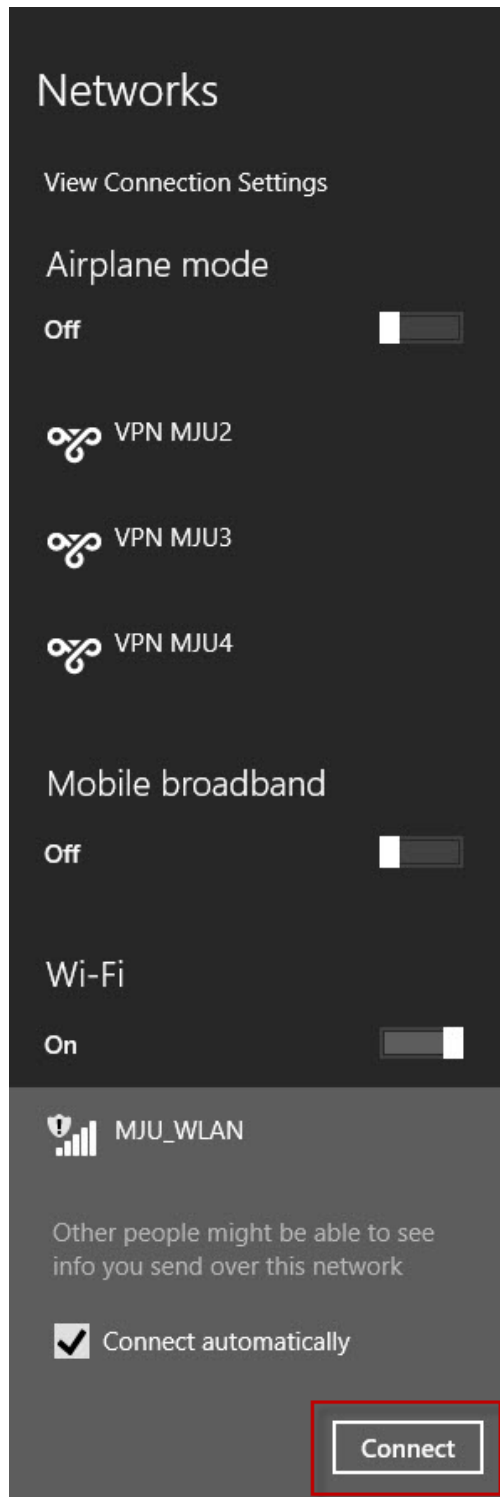 Networks
View Connection Settings
Airplane mode
Off
VPN MJU2
VPN MJU3
VPN MJU4
Mobile broadband
Off
Wi-Fi
On
MJU_WLAN
Other people might be able to see
info you send over this network
Connect automatically
Connect